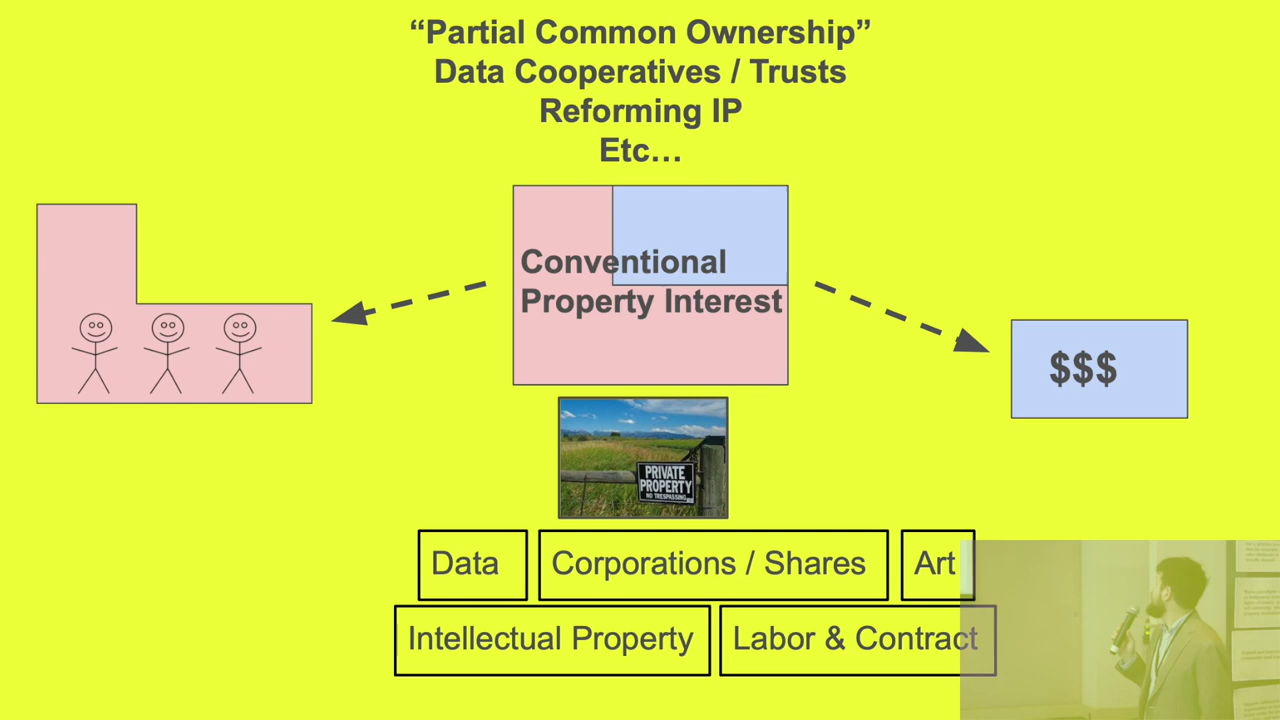 “Partial Common Ownership”
Data Cooperatives / Trusts
Reforming IP
Etc…
Conventional
Property Interest
$$$
PRIVATE
PROPERTY
NO TRESPASSING
Data
Corporations / Shares
Art
Intellectual Property
Labor & Contract